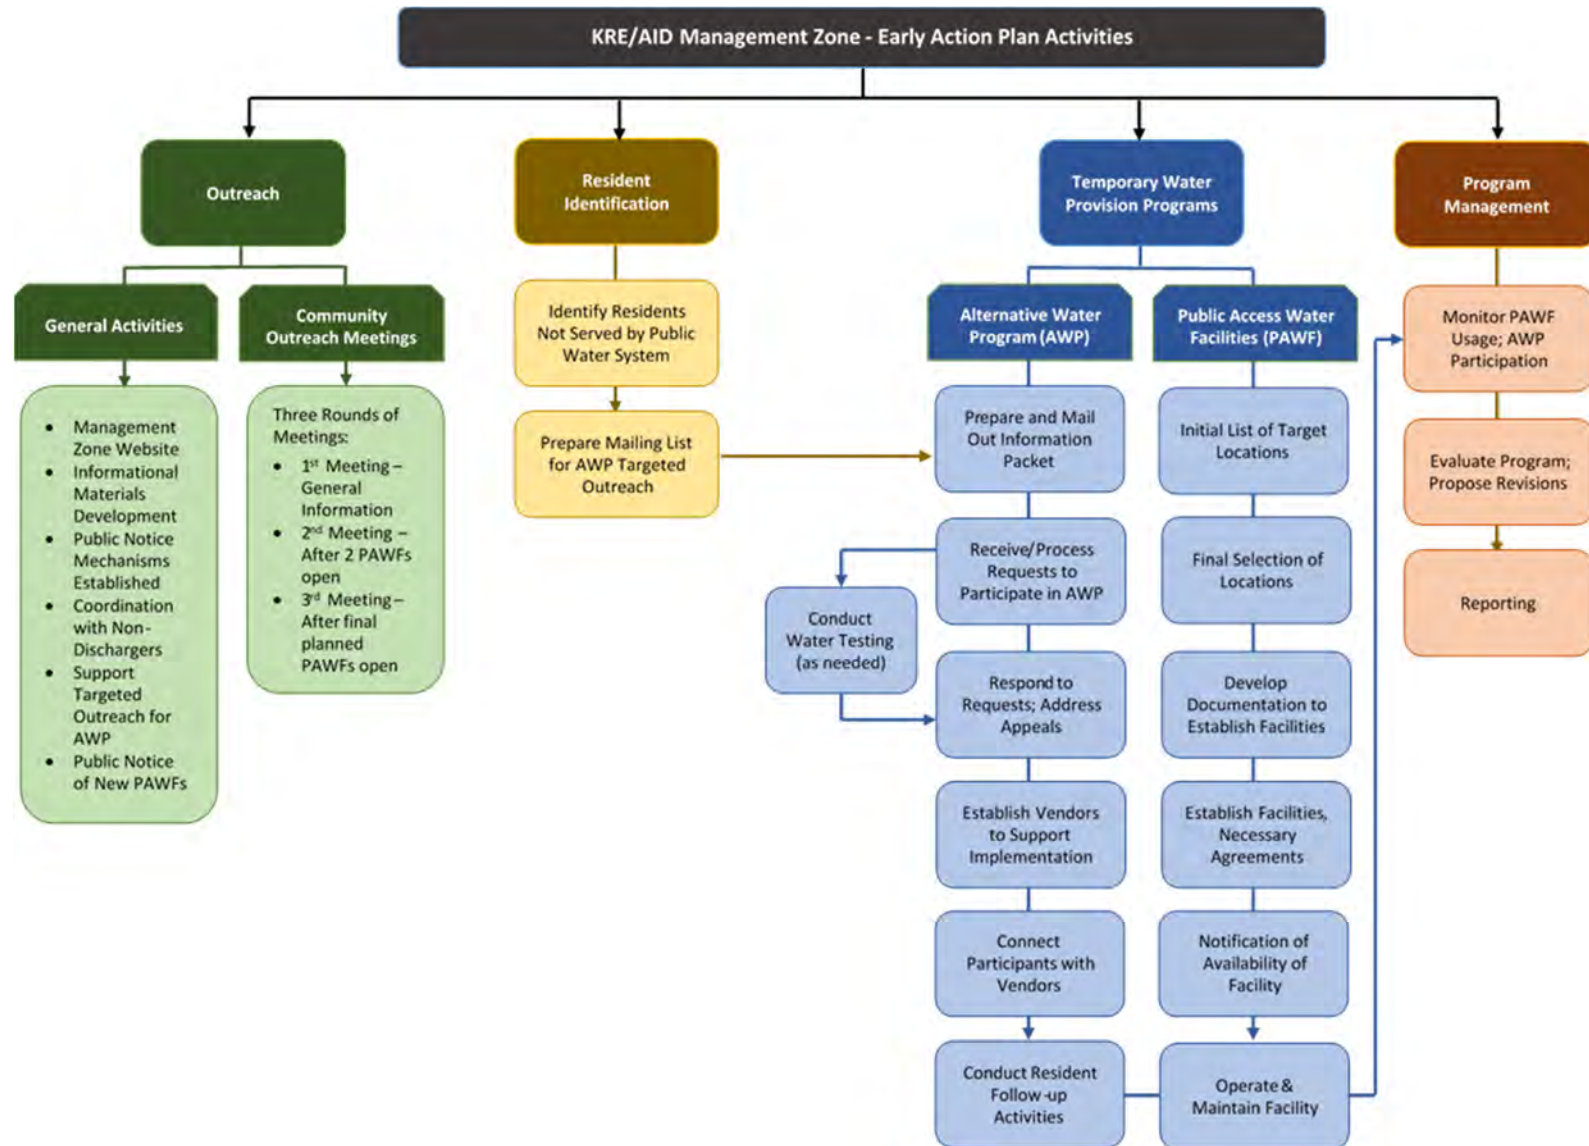 KRE/AID Management Zone - Early Action Plan Activities
Outreach
General Activities
• Management
Zone Website
• Informational
Materials
Development
• Public Notice
Mechanisms
Established
• Coordination
with Non-
Dischargers
• Support
Targeted
Outreach for
AWP
• Public Notice
of New PAWFs
Community
Outreach Meetings
Three Rounds of
Meetings:
• 1st Meeting –
General
Information
• 2nd Meeting –
After 2 PAWFs
open
• 3rd Meeting –
After final
planned
PAWFs open
Resident
Identification
Identify Residents
Not Served by Public
Water System
Prepare Mailing List
for AWP Targeted
Outreach
Temporary Water
Provision Programs
Alternative Water
Program (AWP)
Prepare and Mail
Out Information
Packet
Receive/Process
Requests to
Participate in AWP
Conduct
Water Testing
(as needed)
Respond to
Requests; Address
Appeals
Establish Vendors
to Support
Implementation
Connect
Participants with
Vendors
Conduct Resident
Follow-up
Activities
Public Access Water
Facilities (PAWF)
Initial List of Target
Locations
Final Selection of
Locations
Develop
Documentation to
Establish Facilities
Establish Facilities,
Necessary
Agreements
Notification of
Availability of
Facility
Operate &
Maintain Facility
Program
Management
Monitor PAWF
Usage; AWP
Participation
Evaluate Program;
Propose Revisions
Reporting